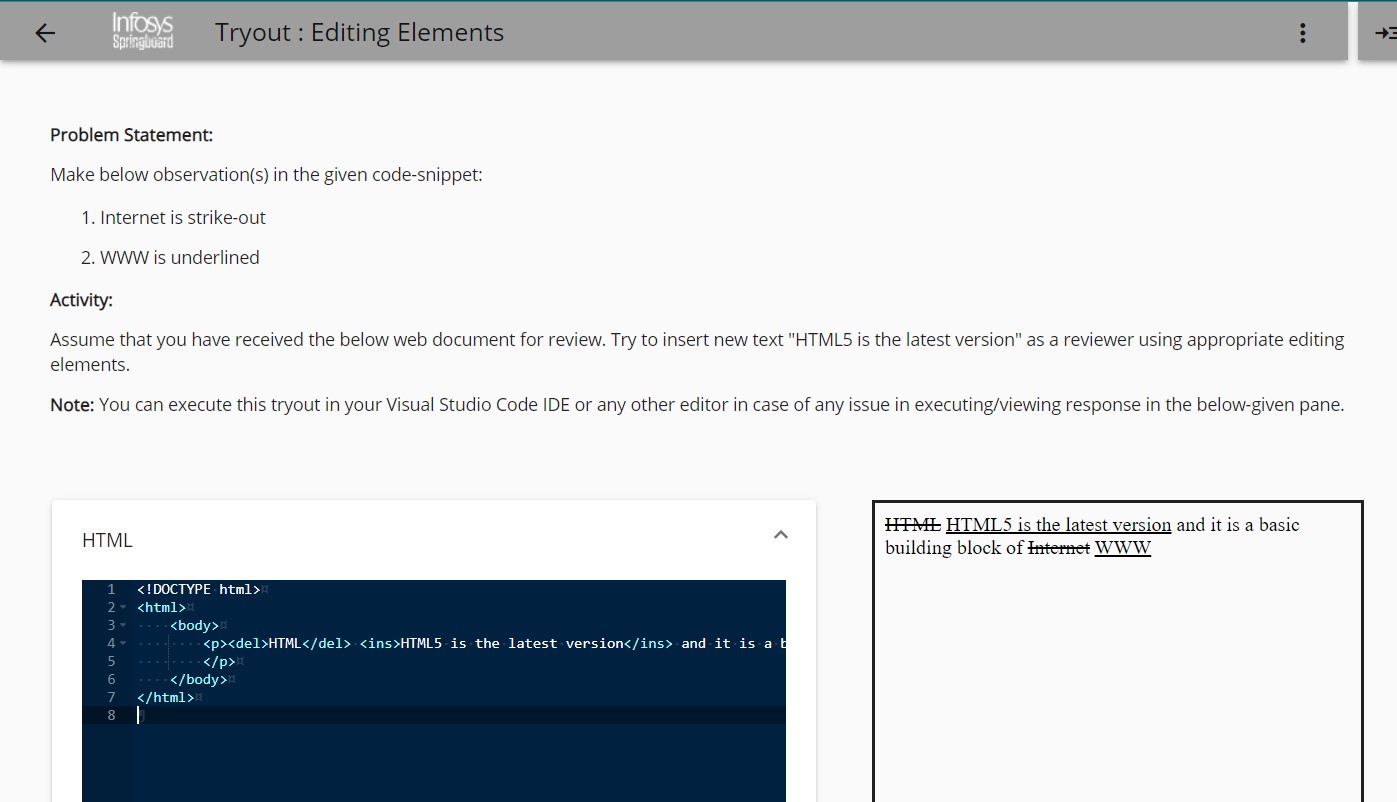 Infosys
Springboard
Tryout : Editing Elements
Problem Statement:
Make below observation(s) in the given code-snippet:
1. Internet is strike-out
2. WWW is underlined
Activity:
Assume that you have received the below web document for review. Try to insert new text "HTML5 is the latest version" as a reviewer using appropriate editing
elements.
Note: You can execute this tryout in your Visual Studio Code IDE or any other editor in case of any issue in executing/viewing response in the below-given pane.
HTML
1 <!DOCTYPE html>
2 <html>
3 <body>
4 <p><del>HTML</del> <ins>HTML5 is the latest version</ins> and it is a b
5 </p>
6 </body>
7 </html>
8
HTML HTML5 is the latest version and it is a basic
building block of Internet WWW